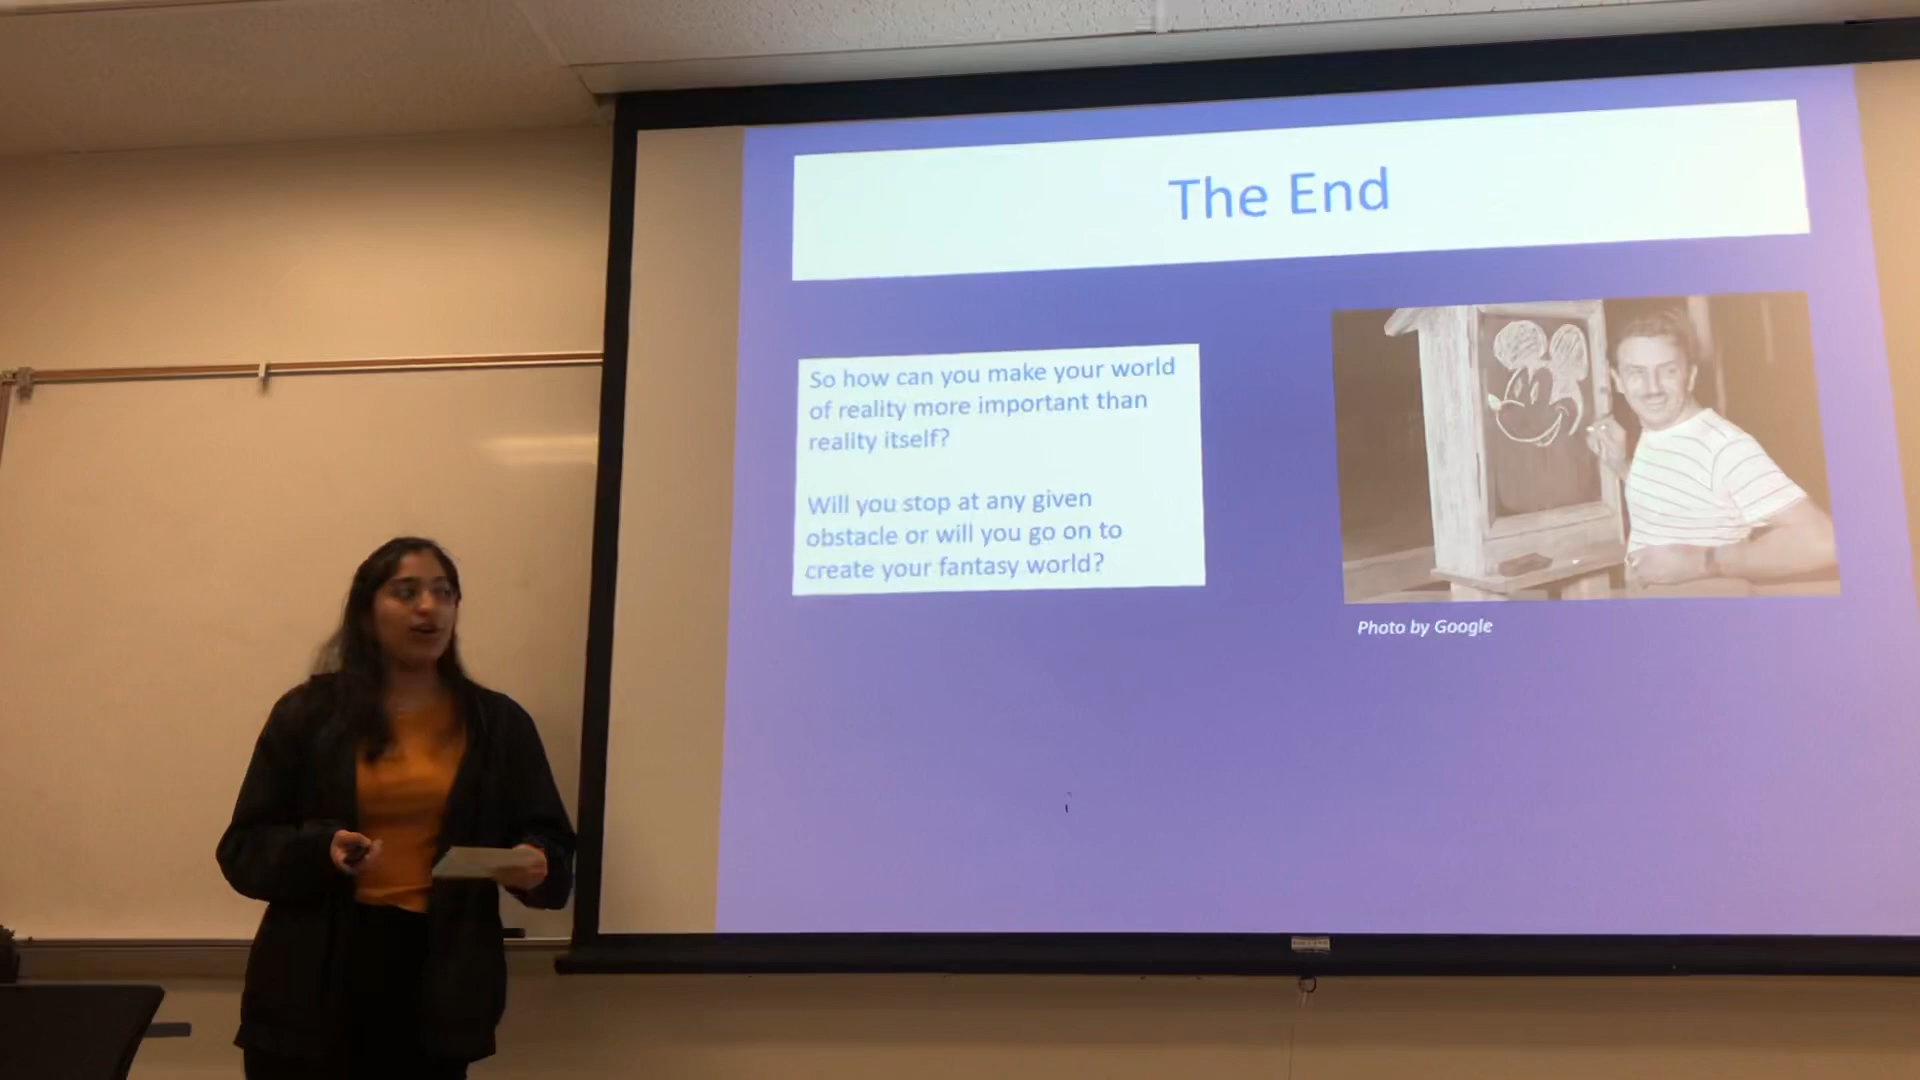 The End
So how can you make your world
of reality more important than
reality itself?
Will you stop at any given
obstacle or will you go on to
create your fantasy world?
Photo by Google